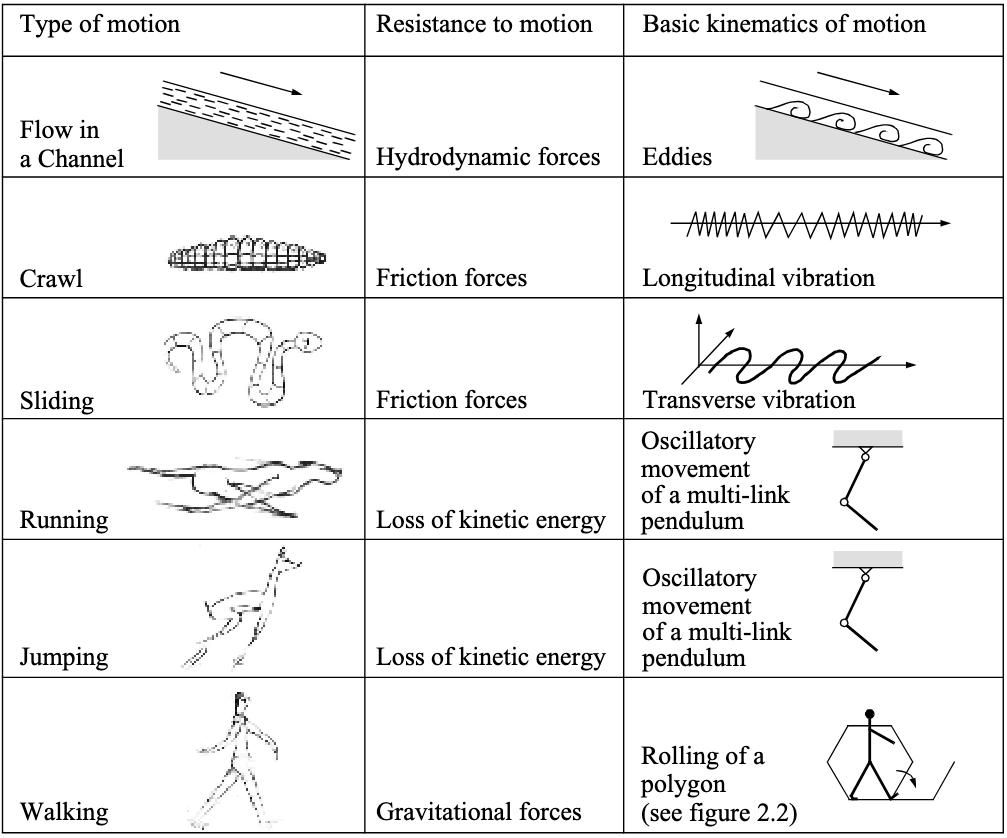 Type of motion
Resistance to motion
Basic kinematics of motion
Flow in
a Channel
Hydrodynamic forces
Eddies
Crawl
Friction forces
Longitudinal vibration
Sliding
Friction forces
Transverse vibration
Running
Loss of kinetic energy
Oscillatory
movement
of a multi-link
pendulum
Jumping
Loss of kinetic energy
Oscillatory
movement
of a multi-link
pendulum
Walking
Gravitational forces
Rolling of a
polygon
(see figure 2.2)